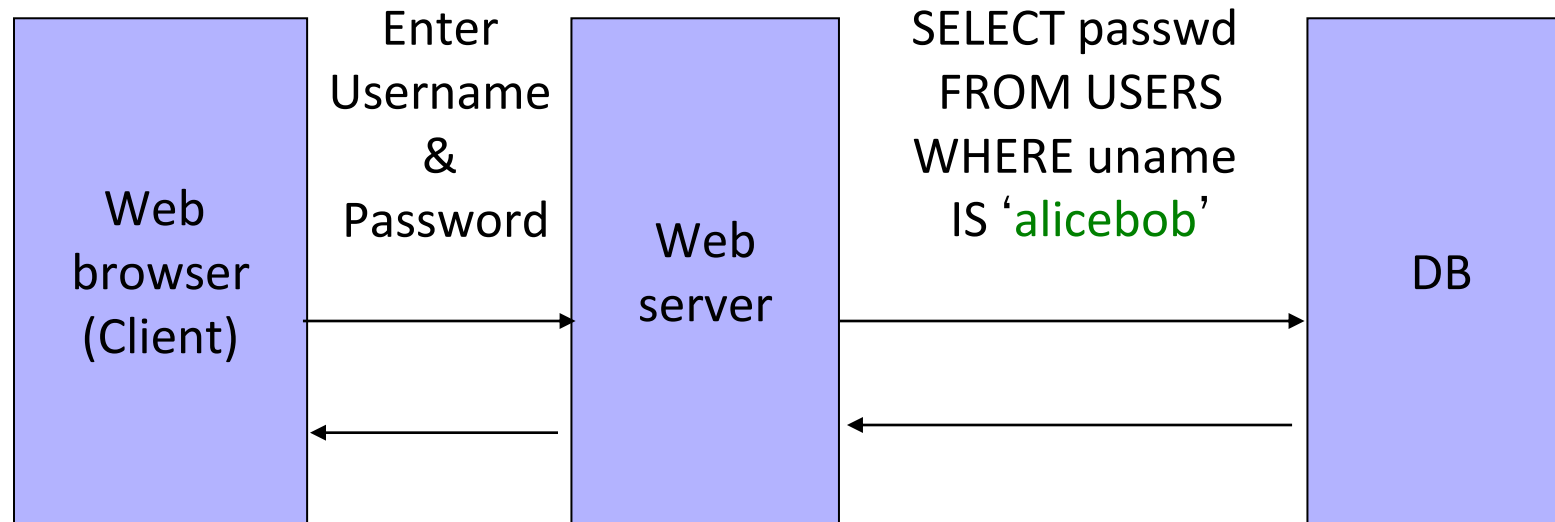 Web
browser
(Client)
Enter
Username
&
Password
Web
server
SELECT passwd
FROM USERS
WHERE uname
IS ‘alicebob’
DB